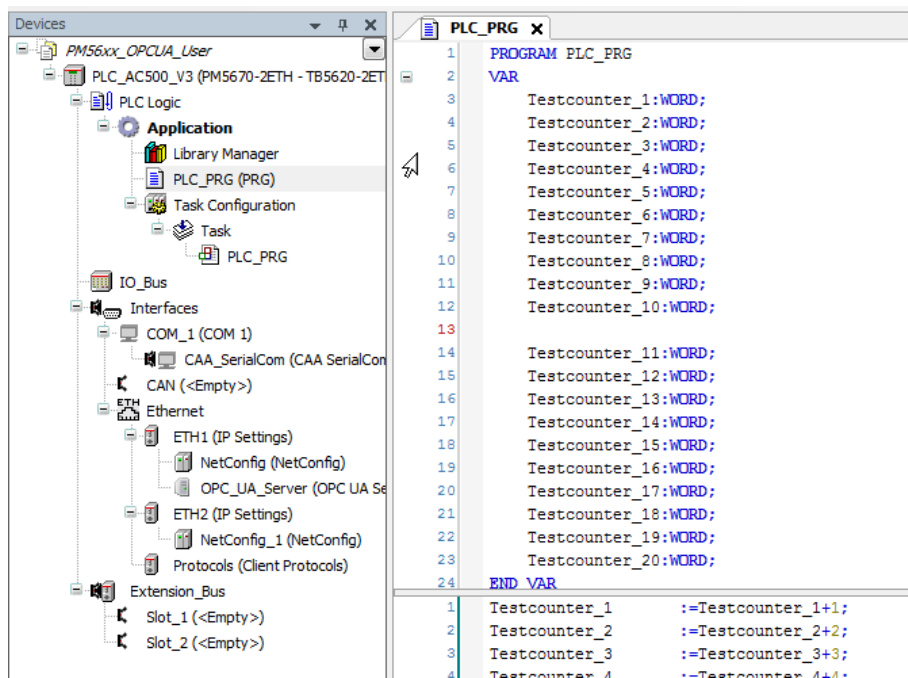 Devices
PM56xx_OPCUA_User
PLC_AC500_V3 (PM5670-2ETH - TB5620-2ET
PLC Logic
Application
Library Manager
PLC_PRG (PRG)
Task Configuration
Task
PLC_PRG
IO_Bus
Interfaces
COM_1 (COM 1)
CAA_SerialCom (CAA SerialCom
CAN (<Empty>)
ETH
Ethernet
ETH1 (IP Settings)
NetConfig (NetConfig)
OPC_UA_Server (OPC UA Se
ETH2 (IP Settings)
NetConfig_1 (NetConfig)
Protocols (Client Protocols)
Extension_Bus
Slot_1 (<Empty>)
Slot_2 (<Empty>)
PLC_PRG
1 PROGRAM PLC_PRG
2 VAR
3 Testcounter_1:WORD;
4 Testcounter_2:WORD;
5 Testcounter_3:WORD;
6 Testcounter_4:WORD;
7 Testcounter_5:WORD;
8 Testcounter_6:WORD;
9 Testcounter_7:WORD;
10 Testcounter_8:WORD;
11 Testcounter_9:WORD;
12 Testcounter_10:WORD;
13
14 Testcounter_11:WORD;
15 Testcounter_12:WORD;
16 Testcounter_13:WORD;
17 Testcounter_14:WORD;
18 Testcounter_15:WORD;
19 Testcounter_16:WORD;
20 Testcounter_17:WORD;
21 Testcounter_18:WORD;
22 Testcounter_19:WORD;
23 Testcounter_20:WORD;
24 END_VAR
1 Testcounter_1 :=Testcounter_1+1;
2 Testcounter_2 :=Testcounter_2+2;
3 Testcounter_3 :=Testcounter_3+3;
4 Testcounter_4 :=Testcounter_4+4;